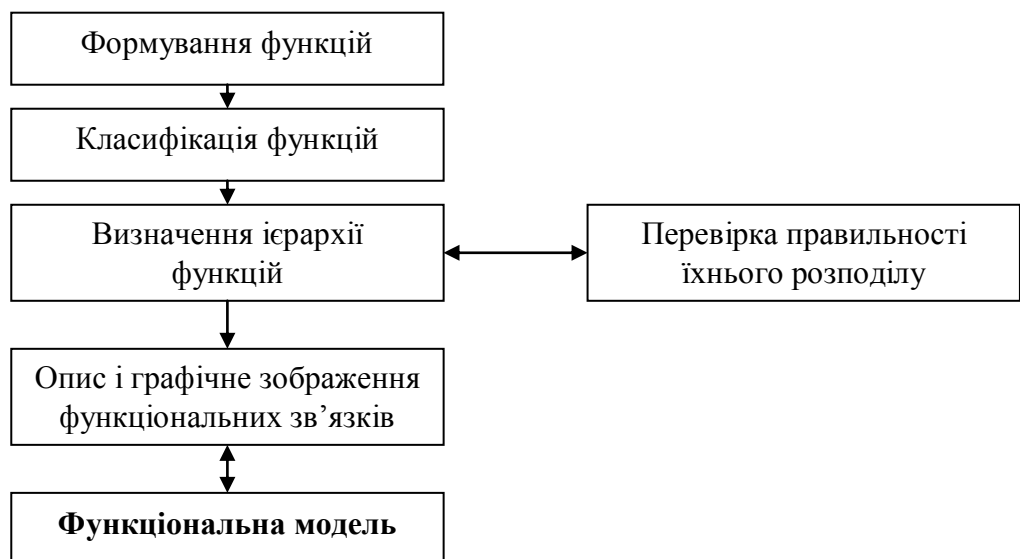 Формування функцій
Класифікація функцій
Визначення ієрархії
функцій
Перевірка правильності
їхнього розподілу
Опис і графічне зображення
функціональних зв’язків
Функціональна модель